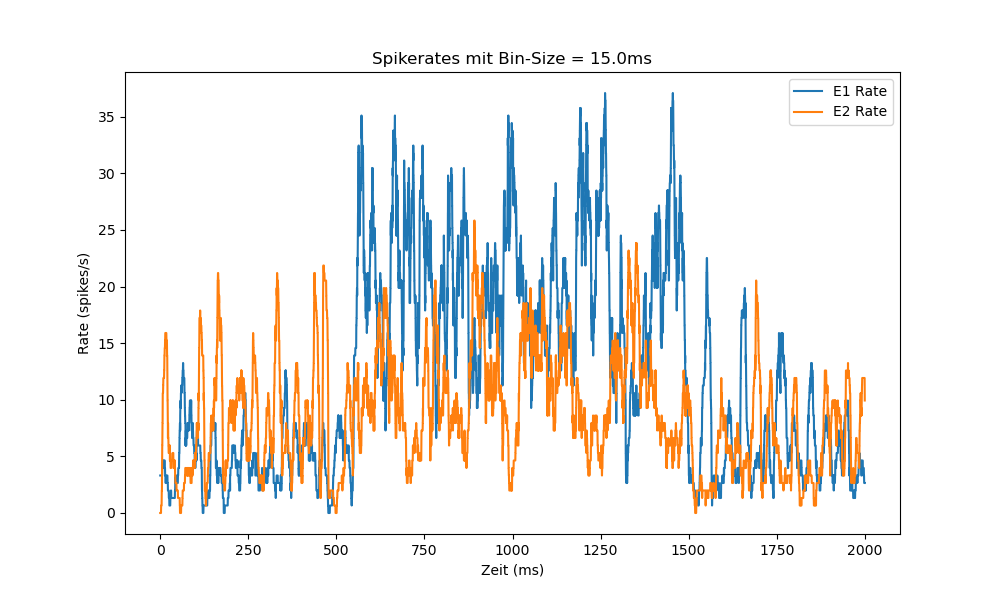 Spikerates mit Bin-Size = 15.0ms
E1 Rate
E2 Rate
Rate (spikes/s)
35
30
25
20
15
10
5
0
0 250 500 750 1000 1250 1500 1750 2000
Zeit (ms)